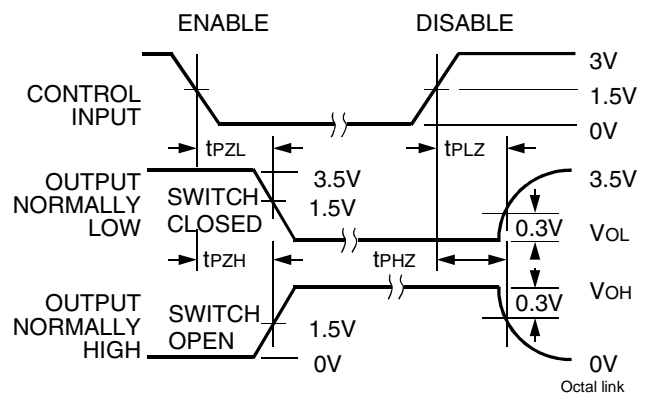 ENABLE DISABLE
CONTROL INPUT
3V
1.5V
0V
tPZL tPLZ
OUTPUT NORMALLY LOW
SWITCH CLOSED
3.5V
1.5V
3.5V
0.3V
VOL
tPZH tPHZ
OUTPUT NORMALLY HIGH
SWITCH OPEN
1.5V
0V
VOH
0.3V
0V
Octal link